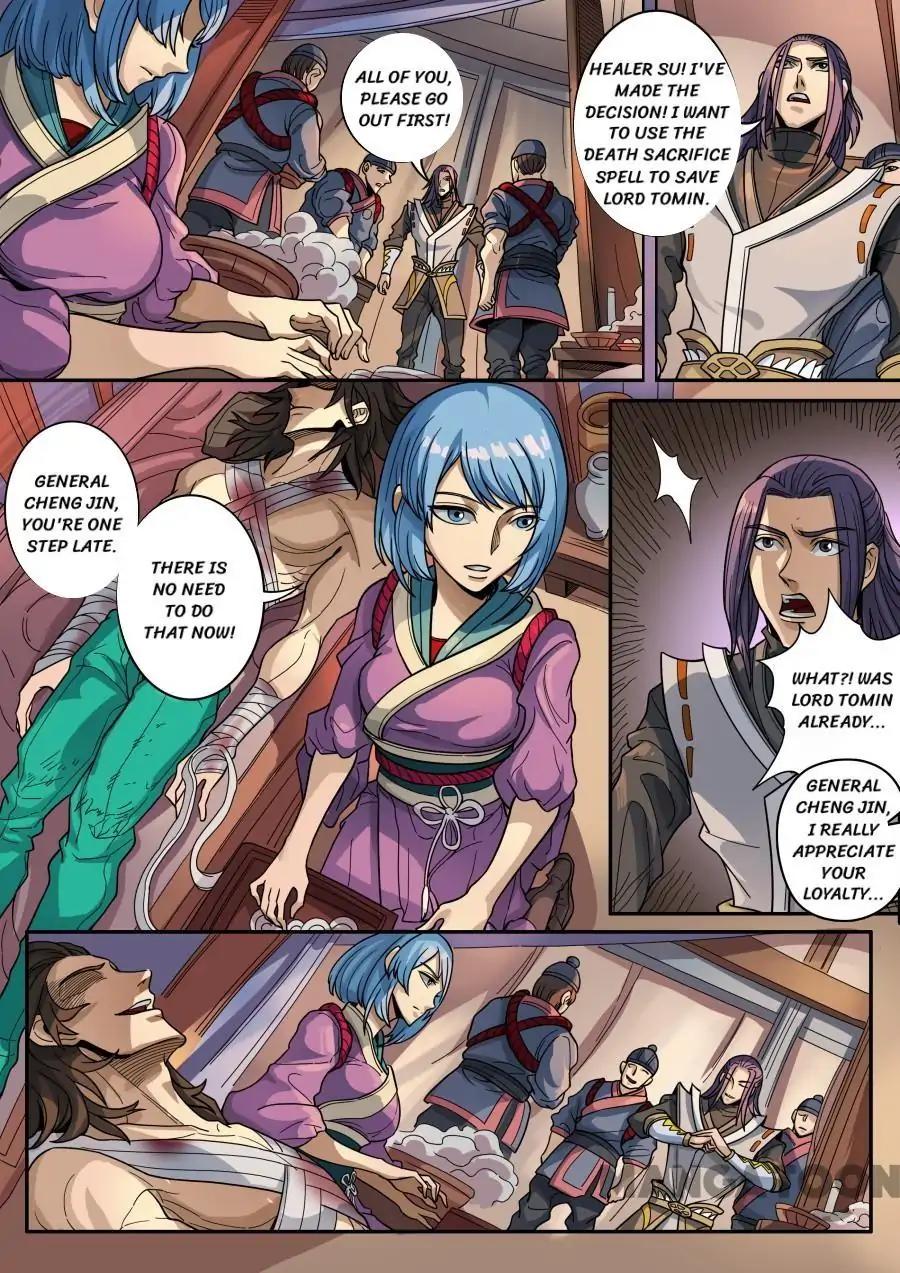 ALL OF YOU,
PLEASE GO
OUT FIRST!
HEALER SU! I'VE
MADE THE
DECISION! I WANT
TO USE THE
DEATH SACRIFICE
SPELL TO SAVE
LORD TOMIN.
GENERAL
CHENG JIN,
YOU'RE ONE
STEP LATE.
THERE IS
NO NEED
TO DO
THAT NOW!
WHAT?! WAS
LORD TOMIN
ALREADY...
GENERAL
CHENG JIN,
I REALLY
APPRECIATE
YOUR
LOYALTY...
MANGATOON